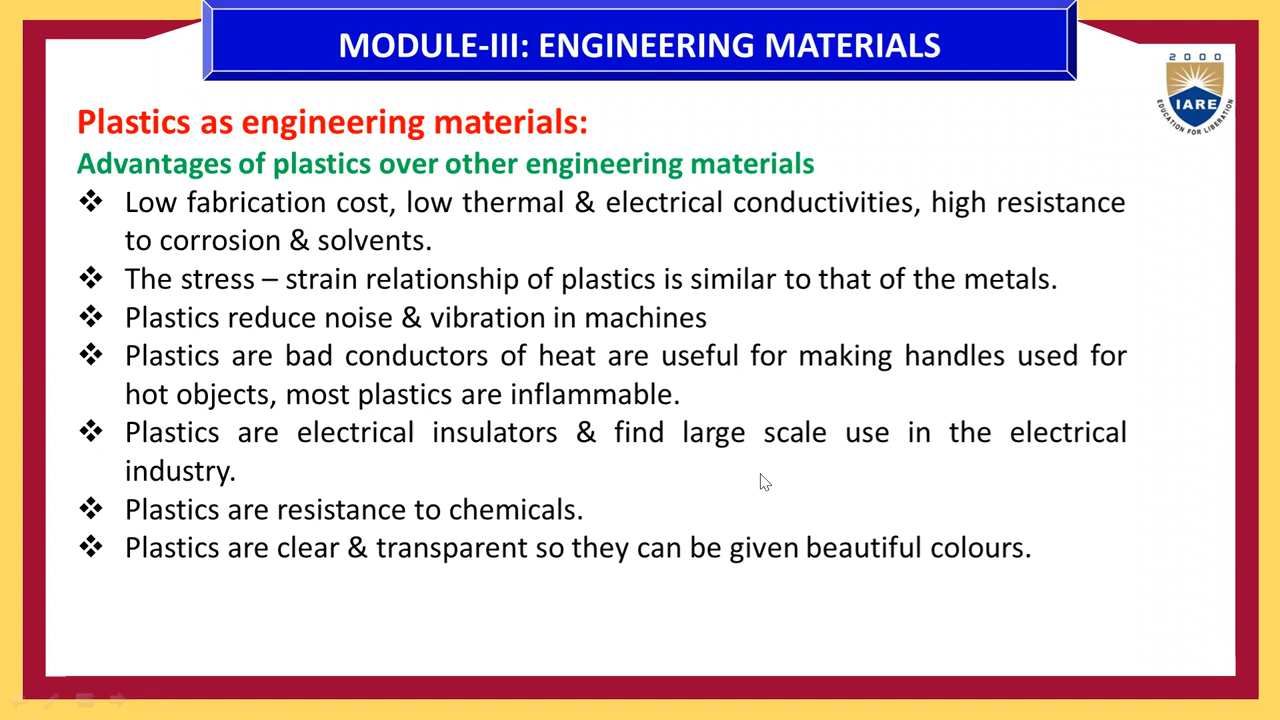 MODULE-III: ENGINEERING MATERIALS
2 0 0 0
IARE
EDUCATION FOR LIBERATION
Plastics as engineering materials:
Advantages of plastics over other engineering materials
❖ Low fabrication cost, low thermal & electrical conductivities, high resistance
to corrosion & solvents.
❖ The stress – strain relationship of plastics is similar to that of the metals.
❖ Plastics reduce noise & vibration in machines
❖ Plastics are bad conductors of heat are useful for making handles used for
hot objects, most plastics are inflammable.
❖ Plastics are electrical insulators & find large scale use in the electrical
industry.
❖ Plastics are resistance to chemicals.
❖ Plastics are clear & transparent so they can be given beautiful colours.